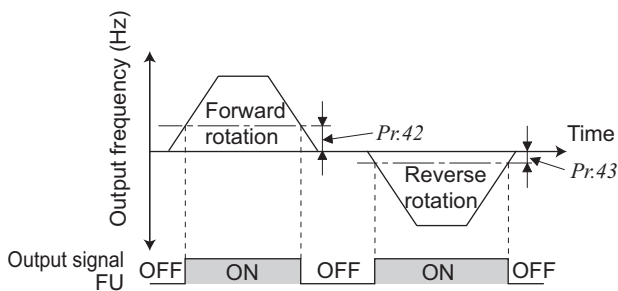 Output frequency (Hz)
Forward
rotation
Pr.42
Time
Pr.43
Reverse
rotation
Output signal
FU
OFF ON OFF ON OFF